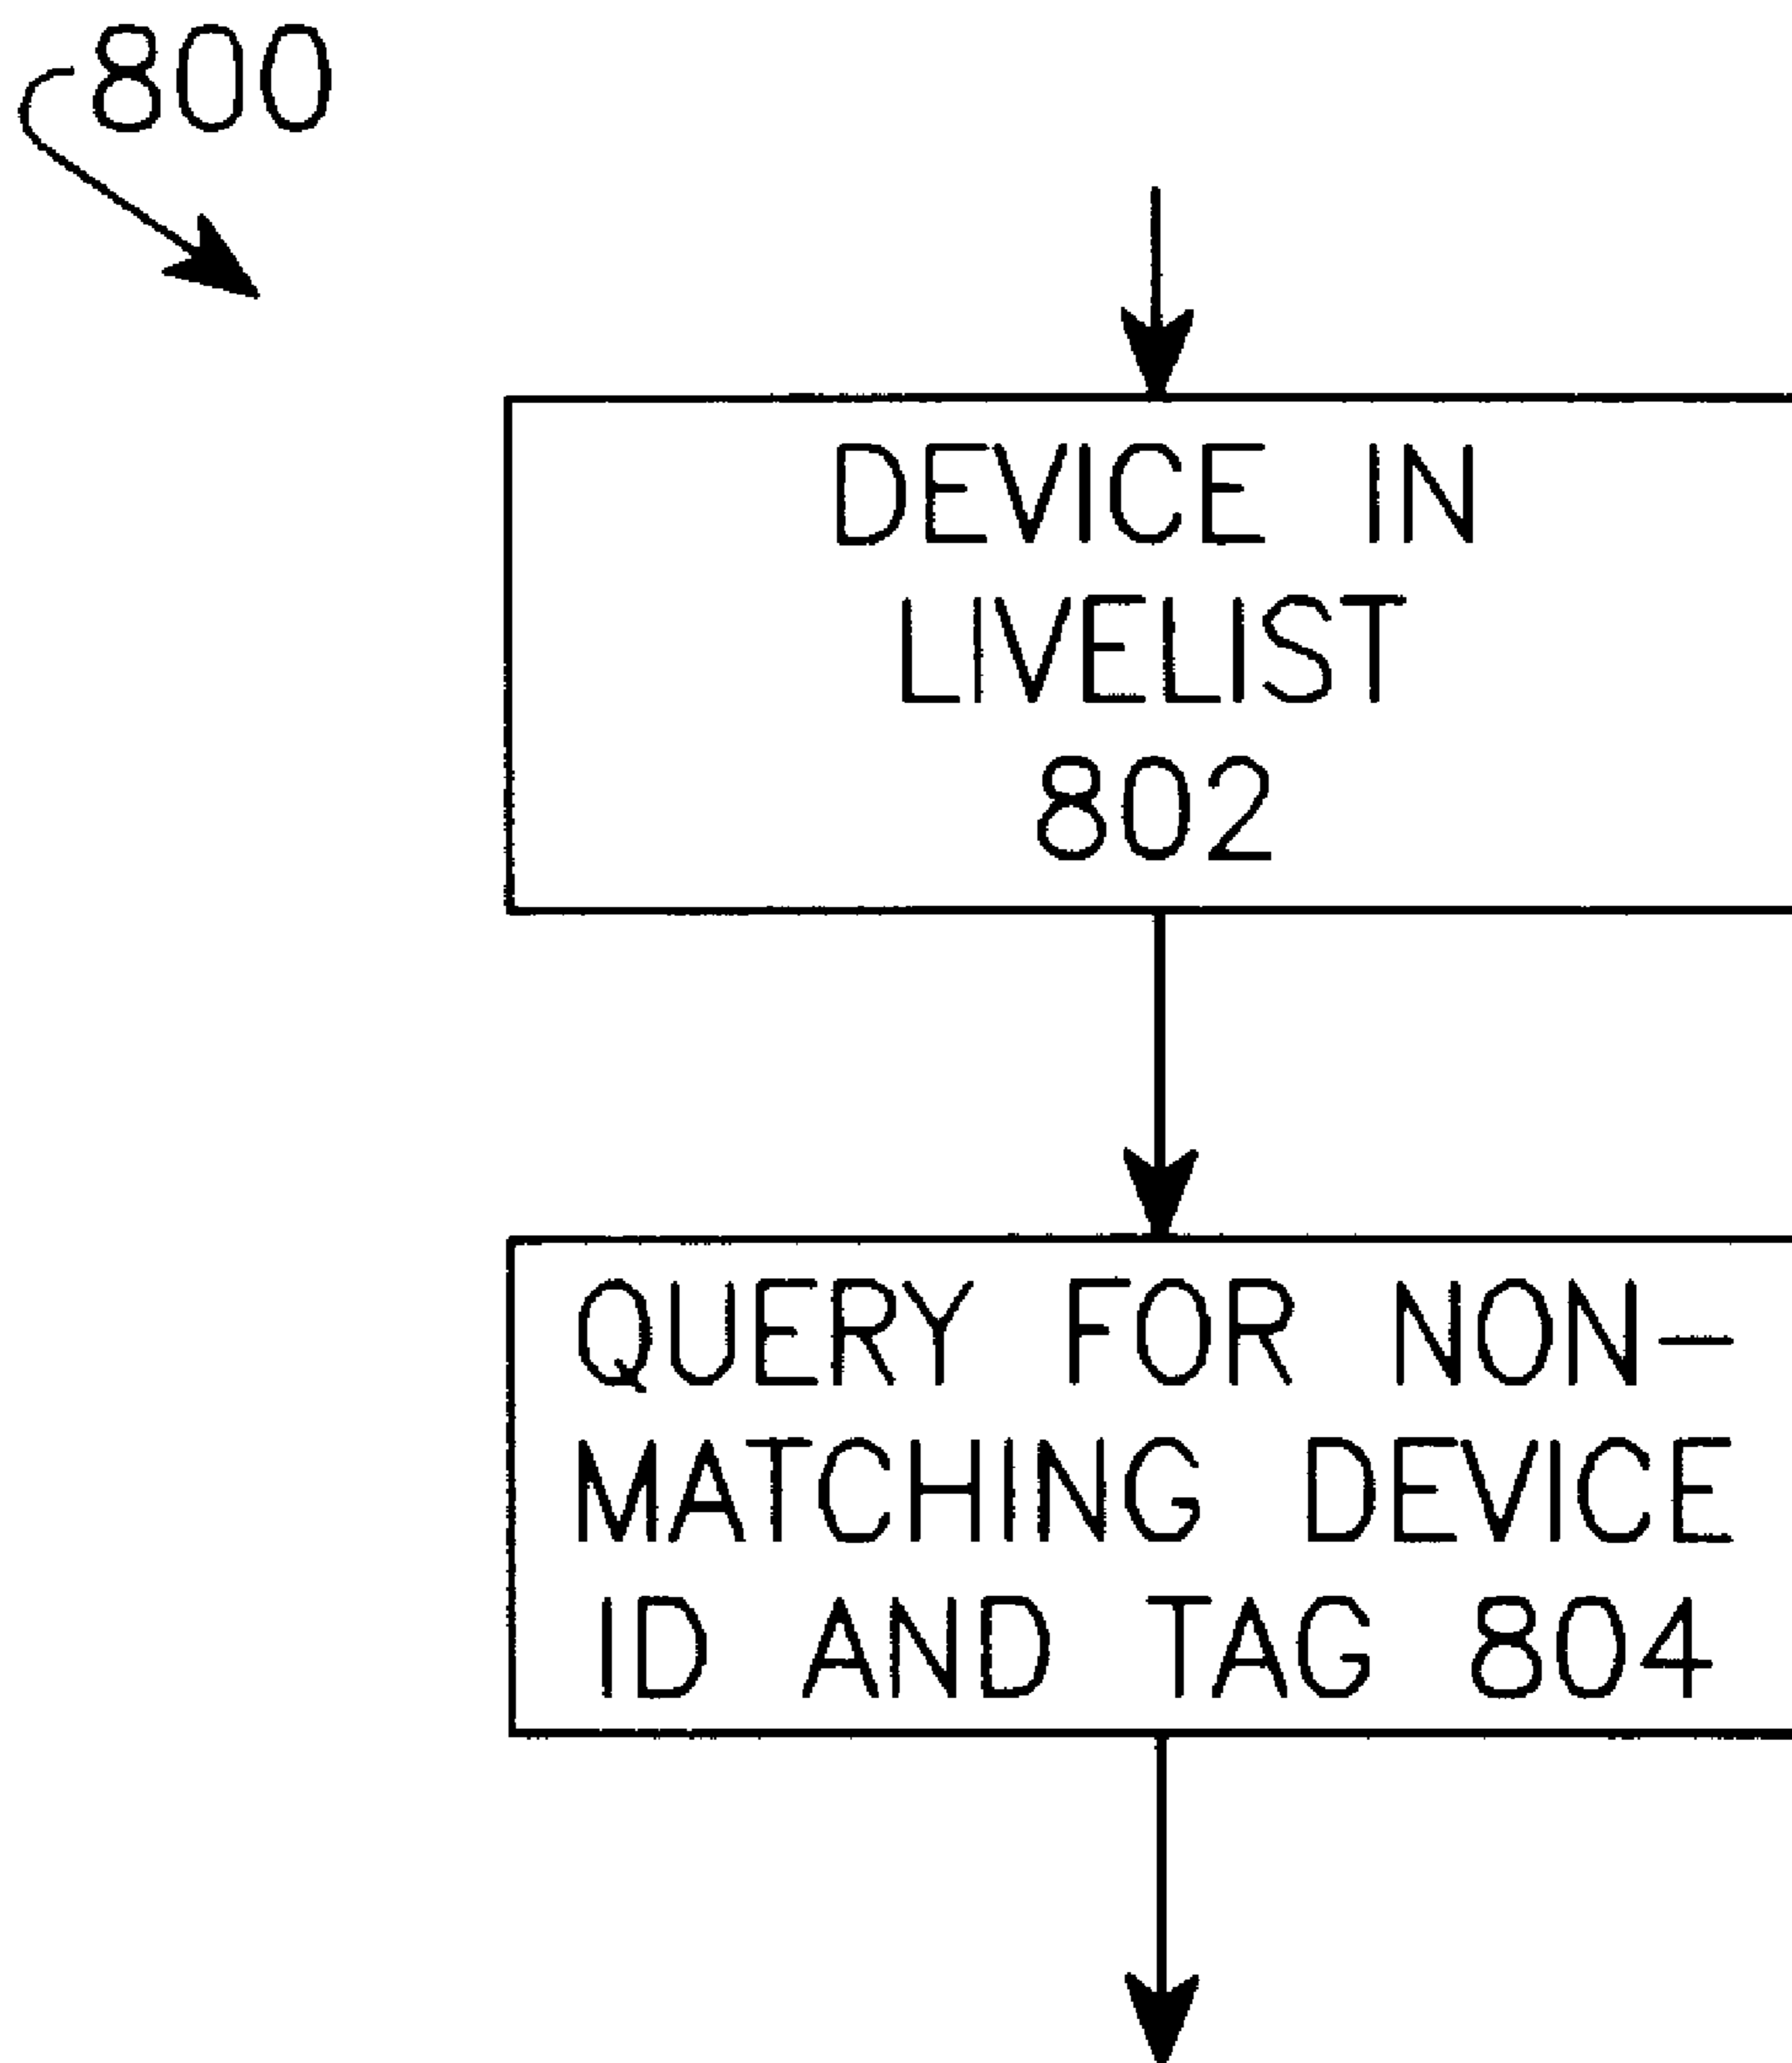 800
DEVICE IN
LIVELIST
802
QUERY FOR NON-
MATCHING DEVICE
ID AND TAG 804